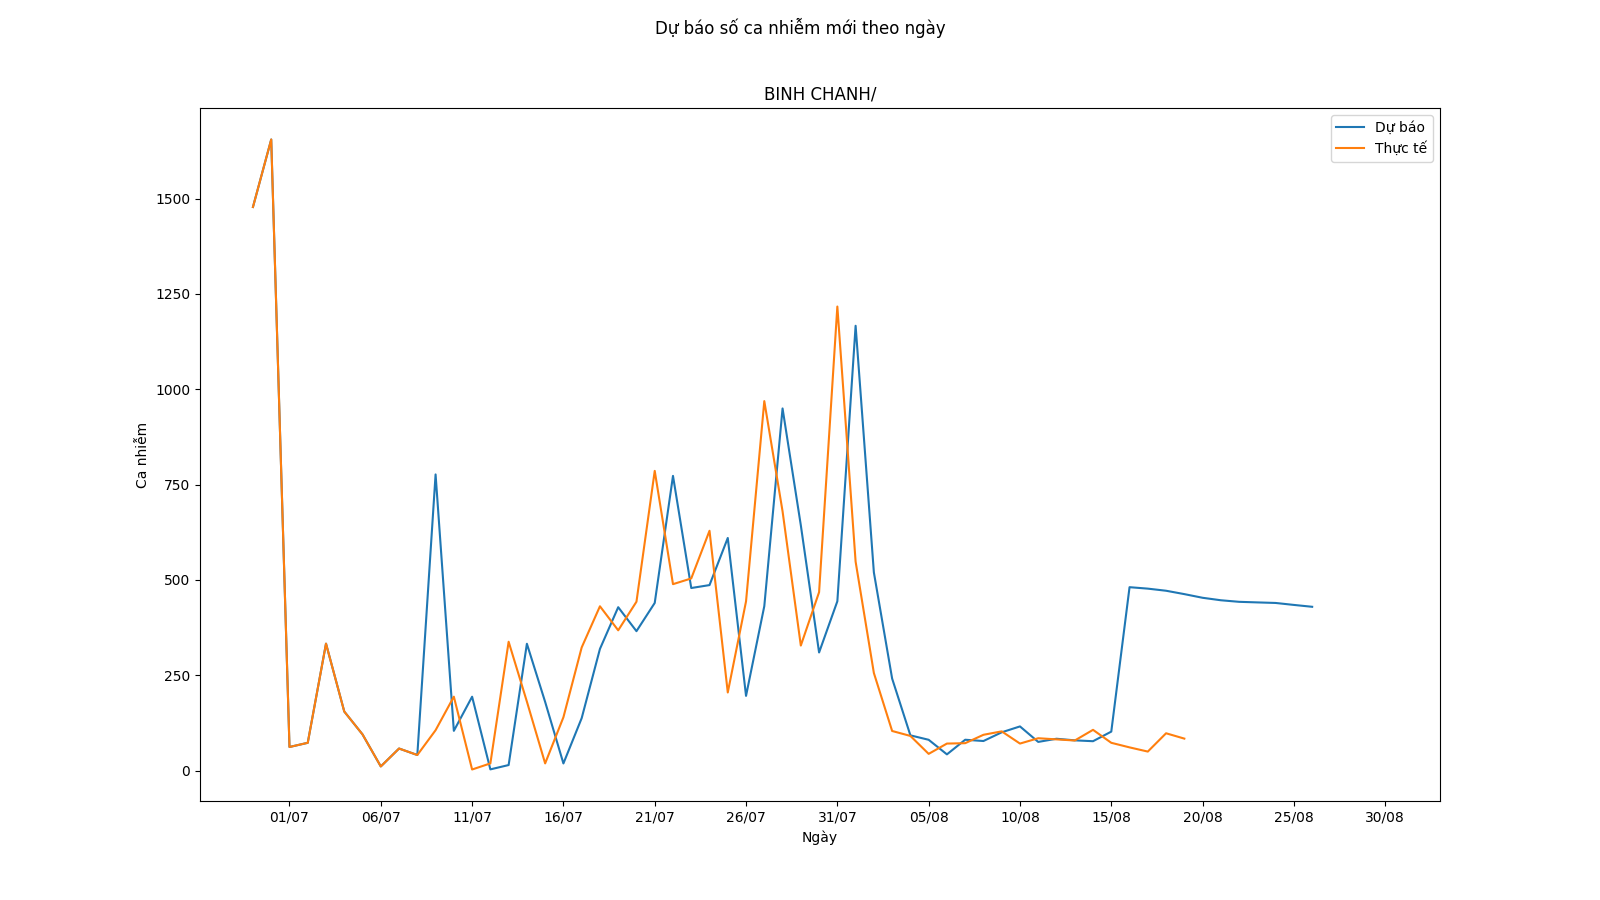 Dự báo số ca nhiễm mới theo ngày
BINH CHANH/
Dự báo
Thực tế
1500
1250
1000
750
500
250
0
Ca nhiễm
01/07 06/07 11/07 16/07 21/07 26/07 31/07 05/08 10/08 15/08 20/08 25/08 30/08
Ngày